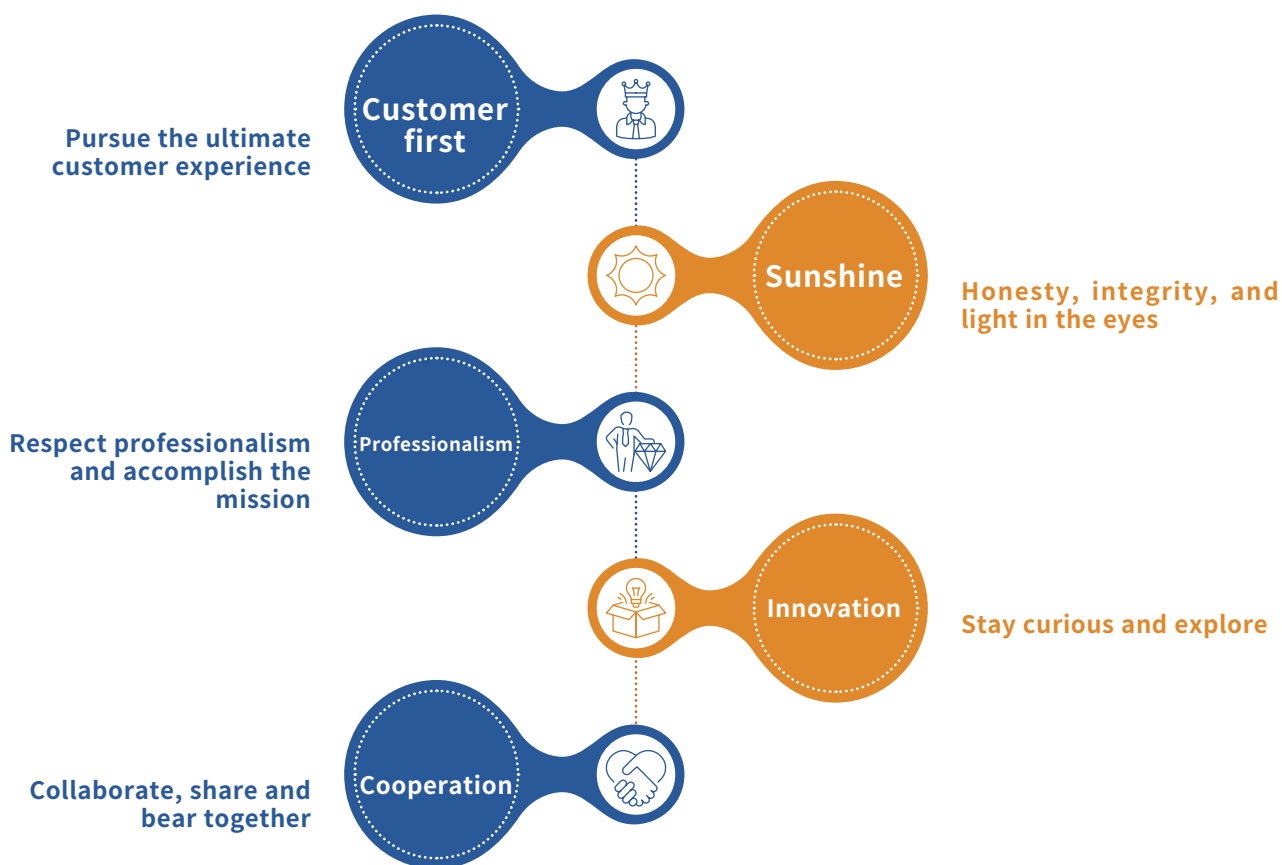 Customer
first
Pursue the ultimate
customer experience
Sunshine
Honesty, integrity, and
light in the eyes
Professionalism
Respect professionalism
and accomplish the
mission
Innovation
Stay curious and explore
Cooperation
Collaborate, share and
bear together